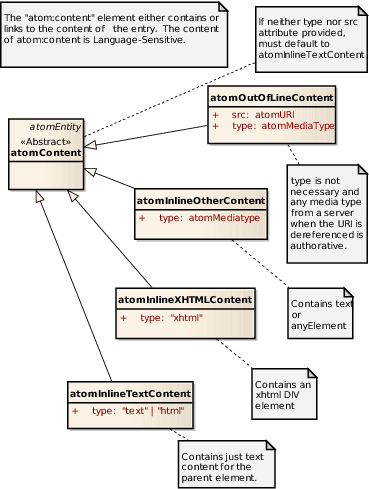 The "atom:content" element either contains or
links to the content of  the entry. The content
of atom:content is Language-Sensitive.
If neither type nor src
attribute provided,
must default to
atomInlineTextContent
atomOutOfLineContent
+ src: atomURI
+ type: atomMediaType
atomEntity
«Abstract»
atomContent
type is not
necessary and
any media type
from a server
when the URI is
dereferenced is
authorative.
atomInlineOtherContent
+ type: atomMediatype
Contains text
or
anyElement
atomInlineXHTMLContent
+ type: "xhtml"
Contains an
xhtml DIV
element
atomInlineTextContent
+ type: "text" | "html"
Contains just text
content for the
parent element.